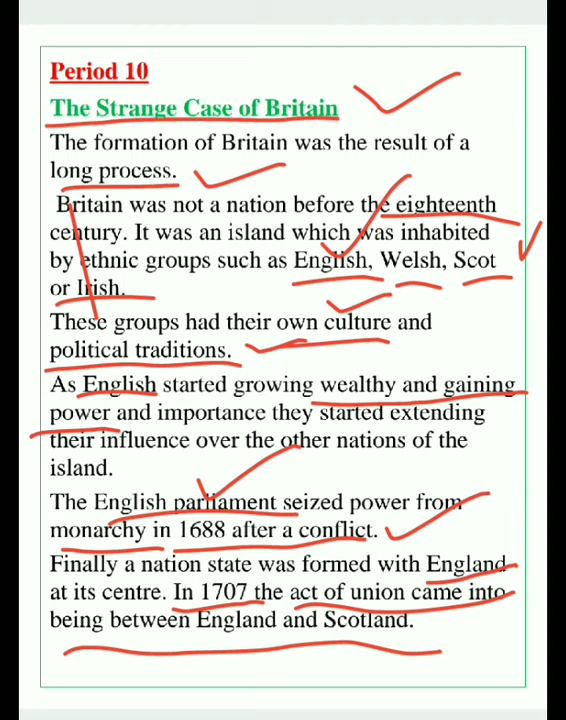 Period 10
The Strange Case of Britain
The formation of Britain was the result of a
long process.
Britain was not a nation before the eighteenth
century. It was an island which was inhabited
by ethnic groups such as English, Welsh, Scot
or Irish.
These groups had their own culture and
political traditions.
As English started growing wealthy and gaining
power and importance they started extending
their influence over the other nations of the
island.
The English parliament seized power from
monarchy in 1688 after a conflict.
Finally a nation state was formed with England
at its centre. In 1707 the act of union came into
being between England and Scotland.